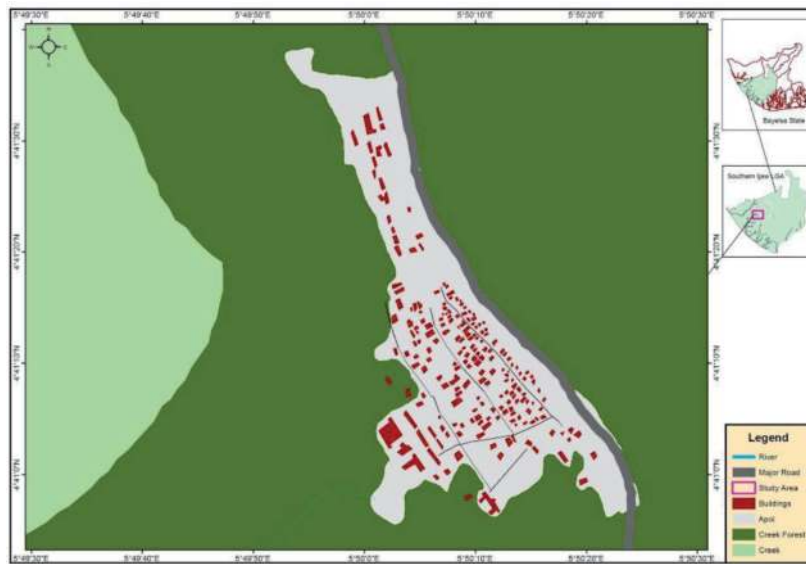 5°49'30"E 5°49'40"E 5°49'50"E 5°50'0"E 5°50'10"E 5°50'20"E 5°50'30"E
N
W E
S
Bayelsa State
Southern Ijaw LGA
Legend
River
Major Road
Study Area
Buildings
Apoi
Creek Forest
Creek
5°49'30"E 5°49'40"E 5°49'50"E 5°50'0"E 5°50'10"E 5°50'20"E 5°50'30"E